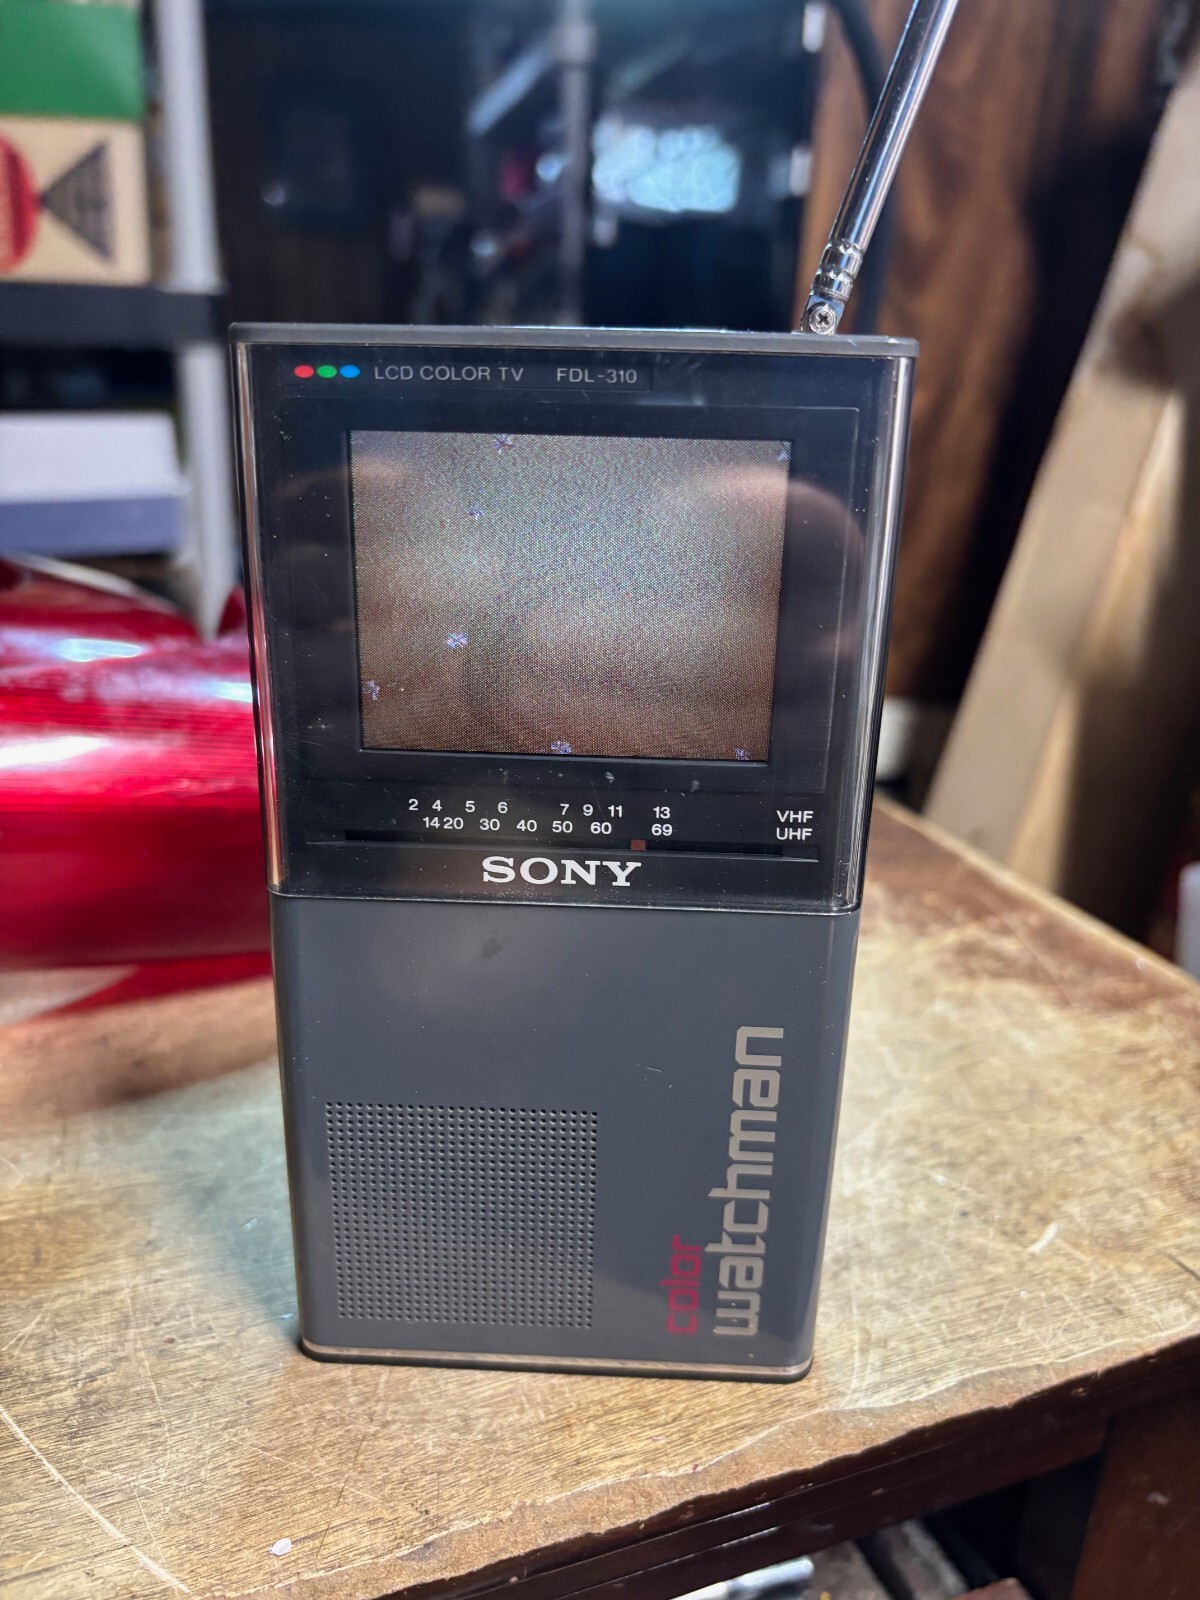 LCD COLOR TV FDL-310
2 4 5 6 7 9 11 13 VHF
14 20 30 40 50 60 69 UHF
SONY
color
watchman